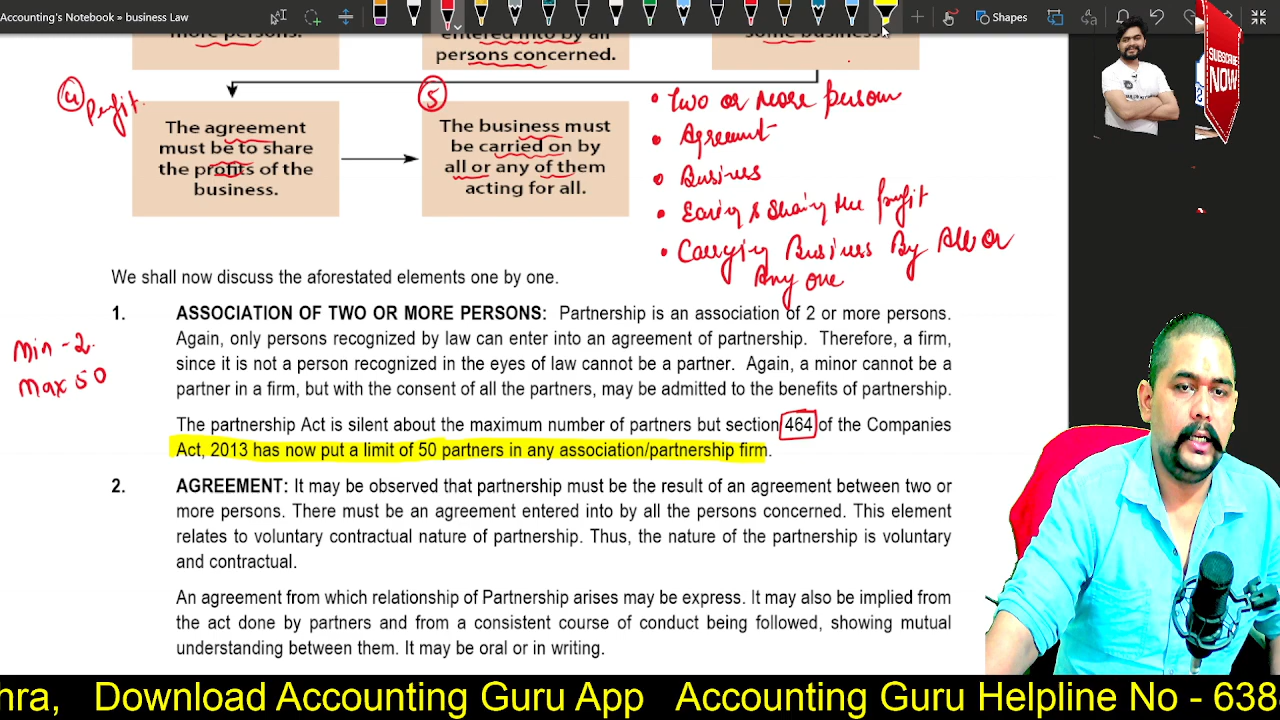 Accounting's Notebook » business Law
Shapes
more persons.
entered into by all
persons concerned.
some business.
SUBSCRIBE
NOW
4
Profit.
5
The agreement
must be to share
the profits of the
business.
The business must
be carried on by
all or any of them
acting for all.
• Two or more person
• Agreement
• Business
• Earing & Sharing the profit
• Carrying Business By All or
Any one
We shall now discuss the aforestated elements one by one.
1. ASSOCIATION OF TWO OR MORE PERSONS: Partnership is an association of 2 or more persons.
Again, only persons recognized by law can enter into an agreement of partnership. Therefore, a firm,
since it is not a person recognized in the eyes of law cannot be a partner. Again, a minor cannot be a
partner in a firm, but with the consent of all the partners, may be admitted to the benefits of partnership.
Min - 2.
Max 50
The partnership Act is silent about the maximum number of partners but section 464 of the Companies
Act, 2013 has now put a limit of 50 partners in any association/partnership firm.
2. AGREEMENT: It may be observed that partnership must be the result of an agreement between two or
more persons. There must be an agreement entered into by all the persons concerned. This element
relates to voluntary contractual nature of partnership. Thus, the nature of the partnership is voluntary
and contractual.
An agreement from which relationship of Partnership arises may be express. It may also be implied from
the act done by partners and from a consistent course of conduct being followed, showing mutual
understanding between them. It may be oral or in writing.
hra, Download Accounting Guru App Accounting Guru Helpline No - 638